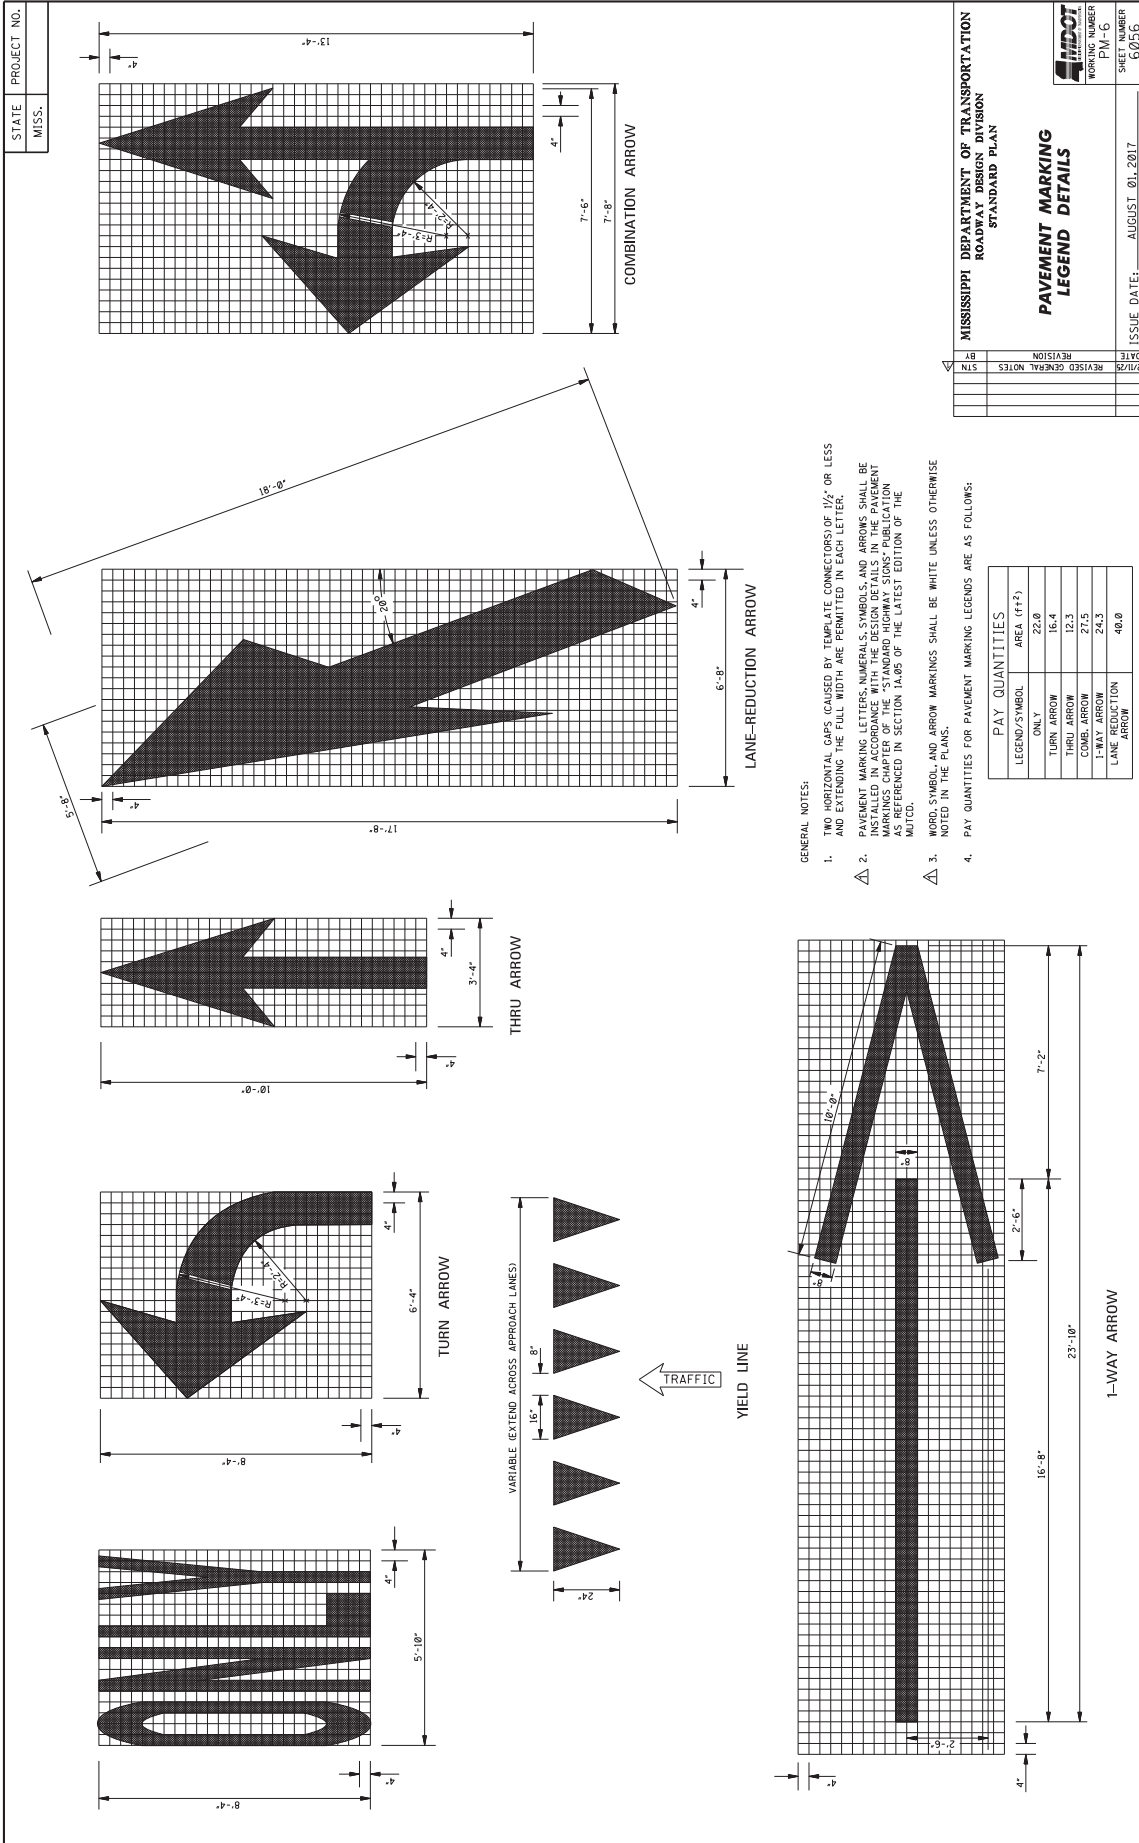 STATE
PROJECT NO.
MISS.
8'-4"
4"
4"
5'-10"
8'-4"
4"
R=3'-4"
R=2'-4"
4"
6'-4"
TURN ARROW
10'-0"
4"
4"
3'-4"
THRU ARROW
5'-8"
18'-0"
17'-8"
4"
20°
4"
6'-8"
LANE-REDUCTION ARROW
13'-4"
4"
R=3'-4"
R=2'-4"
4"
7'-6"
7'-8"
COMBINATION ARROW
VARIABLE (EXTEND ACROSS APPROACH LANES)
24"
16"
8"
TRAFFIC
YIELD LINE
4"
4"
2'-6"
8"
10'-0"
8"
2'-6"
16'-8"
7'-2"
23'-10"
1-WAY ARROW
ONLY
GENERAL NOTES:
1. TWO HORIZONTAL GAPS (CAUSED BY TEMPLATE CONNECTORS) OF 1½" OR LESS
AND EXTENDING THE FULL WIDTH ARE PERMITTED IN EACH LETTER.
2. PAVEMENT MARKING LETTERS, NUMERALS, SYMBOLS, AND ARROWS SHALL BE
INSTALLED IN ACCORDANCE WITH THE DESIGN DETAILS IN THE PAVEMENT
MARKINGS CHAPTER OF THE "STANDARD HIGHWAY SIGNS" PUBLICATION
AS REFERENCED IN SECTION 1A.05 OF THE LATEST EDITION OF THE
MUTCD.
3. WORD, SYMBOL, AND ARROW MARKINGS SHALL BE WHITE UNLESS OTHERWISE
NOTED IN THE PLANS.
4. PAY QUANTITIES FOR PAVEMENT MARKING LEGENDS ARE AS FOLLOWS:
PAY QUANTITIES
LEGEND/SYMBOL AREA (ft²)
ONLY 22.0
TURN ARROW 16.4
THRU ARROW 12.3
COMB. ARROW 27.5
1-WAY ARROW 24.3
LANE REDUCTION
ARROW 40.0
STN
REVISED GENERAL NOTES
BY
REVISION
DATE
MISSISSIPPI DEPARTMENT OF TRANSPORTATION
ROADWAY DESIGN DIVISION
STANDARD PLAN
PAVEMENT MARKING
LEGEND DETAILS
ISSUE DATE: AUGUST 01, 2017
MDOT
WORKING NUMBER
PM-6
SHEET NUMBER
6056